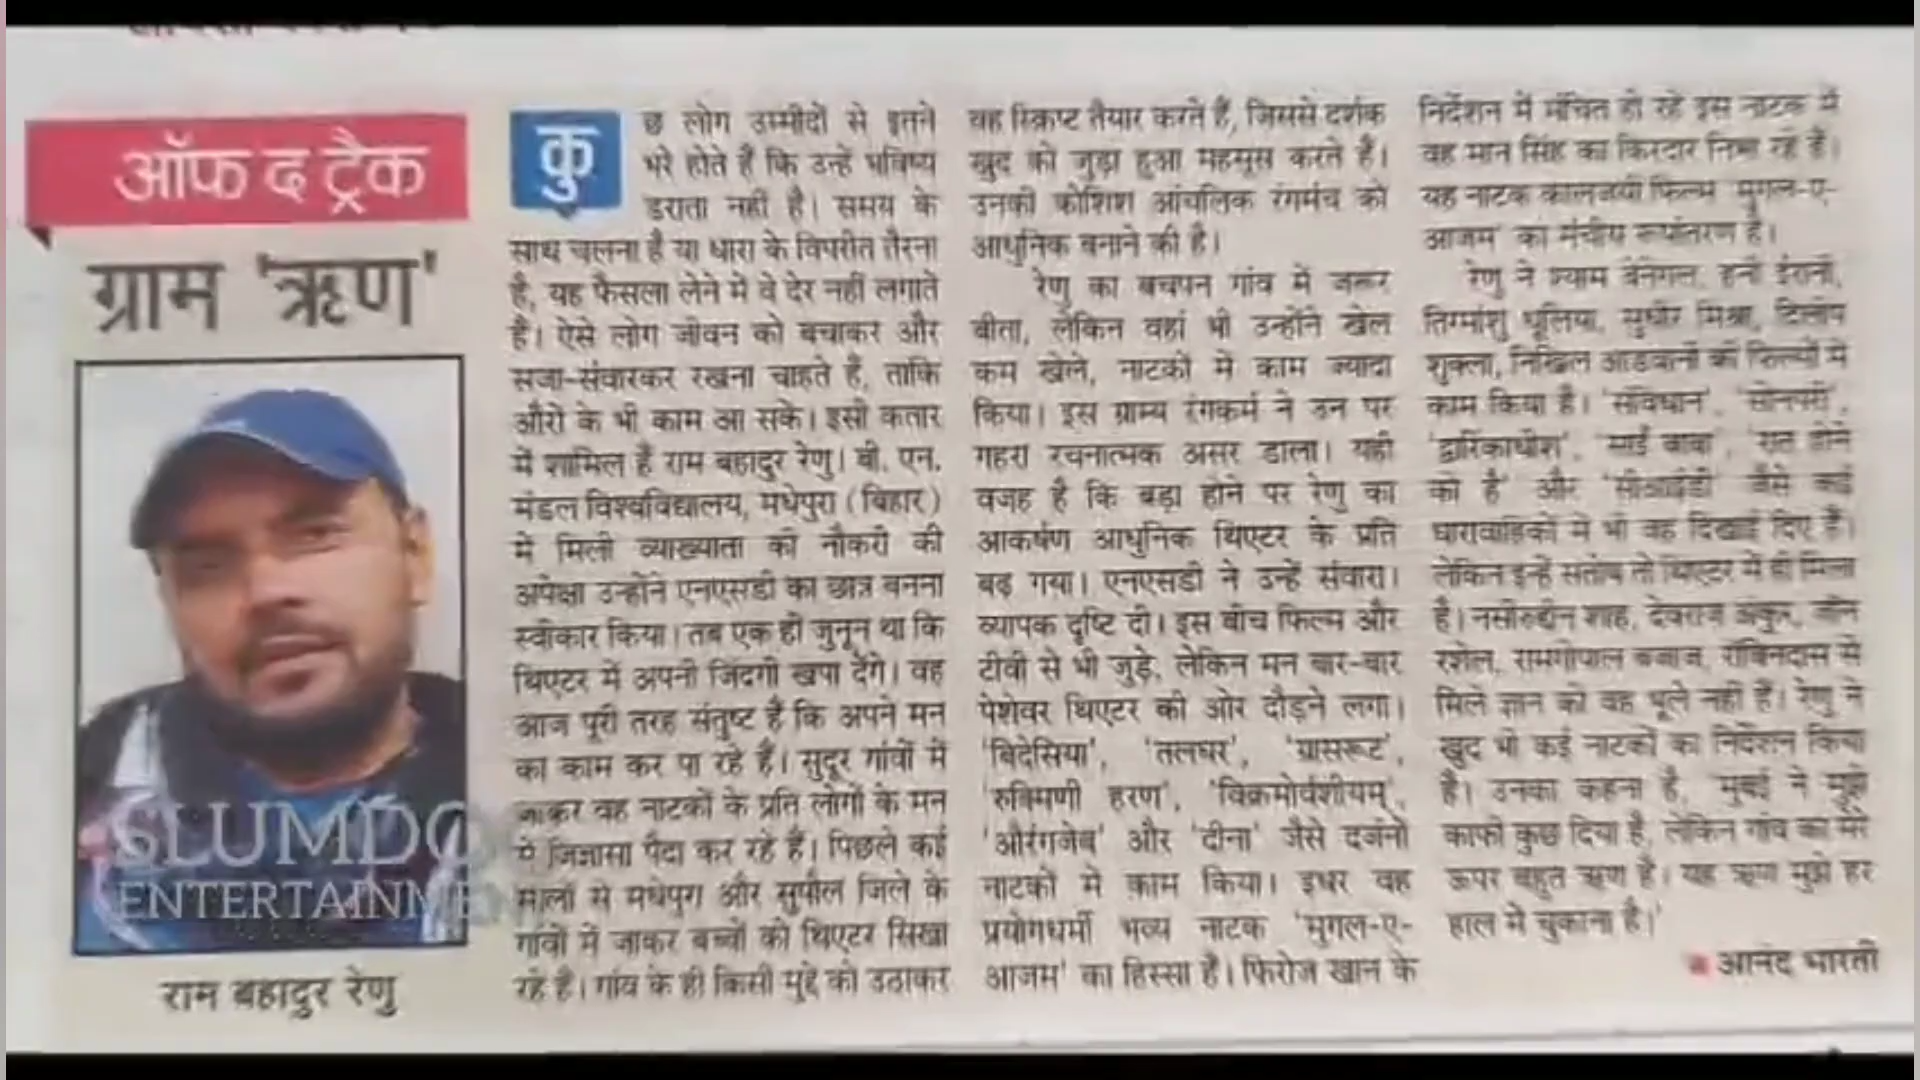 ऑफ द ट्रैक
ग्राम 'ऋण'
SLUMDO
ENTERTAINME
राम बहादुर रेणु
कुछ लोग उम्मीदों से इतने
भरे होते हैं कि उन्हें भविष्य
डराता नहीं है। समय के
साथ चलना है या धारा के विपरीत तैरना
है, यह फैसला लेने में वे देर नहीं लगाते
हैं। ऐसे लोग जीवन को बचाकर और
सजा-संवारकर रखना चाहते हैं, ताकि
औरों के भी काम आ सके। इसी कतार
में शामिल हैं राम बहादुर रेणु। बी. एन.
मंडल विश्वविद्यालय, मधेपुरा (बिहार)
में मिली व्याख्याता की नौकरी की
अपेक्षा उन्होंने एनएसडी का छात्र बनना
स्वीकार किया। तब एक ही जुनून था कि
थिएटर में अपनी जिंदगी खपा देंगे। वह
आज पूरी तरह संतुष्ट हैं कि अपने मन
का काम कर पा रहे हैं। सुदूर गांवों में
जाकर वह नाटकों के प्रति लोगों के मन
में जिज्ञासा पैदा कर रहे हैं। पिछले कई
सालों से मधेपुरा और सुपौल जिले के
गांवों में जाकर बच्चों को थिएटर सिखा
रहे हैं। गांव के ही किसी मुद्दे को उठाकर
वह स्क्रिप्ट तैयार करते हैं, जिससे दर्शक
खुद को जुड़ा हुआ महसूस करते हैं।
उनकी कोशिश आंचलिक रंगमंच को
आधुनिक बनाने की है।
रेणु का बचपन गांव में जरूर
बीता, लेकिन वहां भी उन्होंने खेल
कम खेले, नाटकों में काम ज्यादा
किया। इस ग्राम्य रंगकर्म ने उन पर
गहरा रचनात्मक असर डाला। यही
वजह है कि बड़ा होने पर रेणु का
आकर्षण आधुनिक थिएटर के प्रति
बढ़ गया। एनएसडी ने उन्हें संवारा।
व्यापक दृष्टि दी। इस बीच फिल्म और
टीवी से भी जुड़े, लेकिन मन बार-बार
पेशेवर थिएटर की ओर दौड़ने लगा।
'बिदेसिया', 'तलघर', 'ग्रासरूट',
'रुक्मिणी हरण', 'विक्रमोर्वशीयम्',
'औरंगजेब' और 'दीना' जैसे दर्जनों
नाटकों में काम किया। इधर वह
प्रयोगधर्मी भव्य नाटक 'मुगल-ए-
आजम' का हिस्सा हैं। फिरोज खान के
निर्देशन में मंचित हो रहे इस नाटक में
वह मान सिंह का किरदार निभा रहे हैं।
यह नाटक कालजयी फिल्म 'मुगल-ए-
आजम' का मंचीय रूपांतरण है।
रेणु ने श्याम बेनेगल, हनी ईरानी,
तिग्मांशु धूलिया, सुधीर मिश्रा, दिलीप
शुक्ला, निखिल आडवानी की फिल्मों में
काम किया है। 'संविधान', 'सोनपरी',
'द्वारिकाधीश', 'साईं बाबा', 'रात होने
को है' और 'सीआईडी' जैसे कई
धारावाहिकों में भी वह दिखाई दिए हैं।
लेकिन इन्हें संतोष तो थिएटर में ही मिला
है। नसीरुद्दीन शाह, देवराज अंकुर, जॉन
रशेल, रामगोपाल बजाज, रॉबिनदास से
मिले ज्ञान को वह भूले नहीं हैं। रेणु ने
खुद भी कई नाटकों का निर्देशन किया
है। उनका कहना है, 'मुंबई ने मुझे
काफी कुछ दिया है, लेकिन गांव का मेरे
ऊपर बहुत ऋण है। यह ऋण मुझे हर
हाल में चुकाना है।'
आनंद भारती